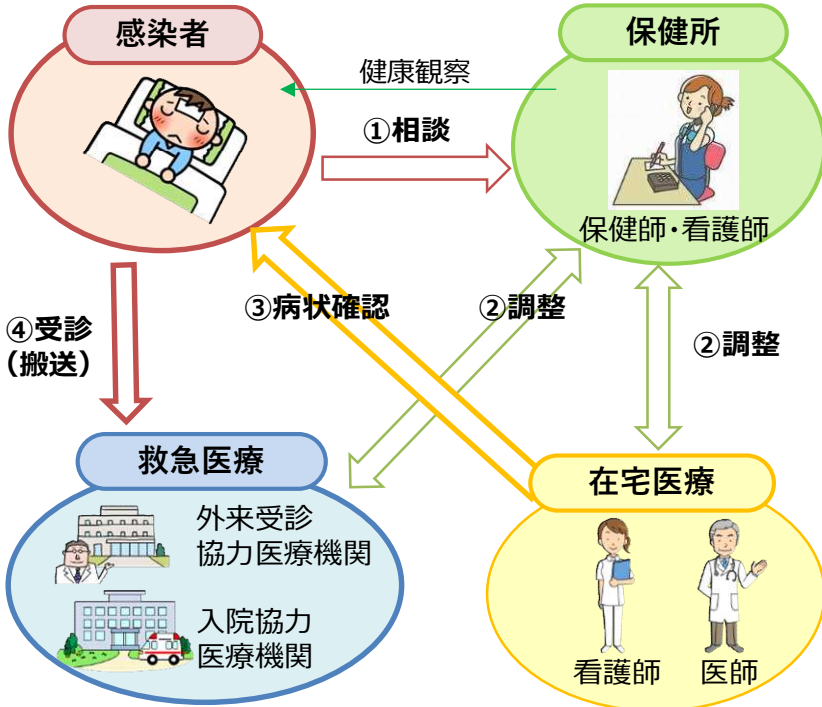 感染者
保健所
健康観察
①相談
保健師・看護師
③病状確認
②調整
④受診
（搬送）
②調整
救急医療
在宅医療
外来受診
協力医療機関
入院協力
医療機関
看護師
医師